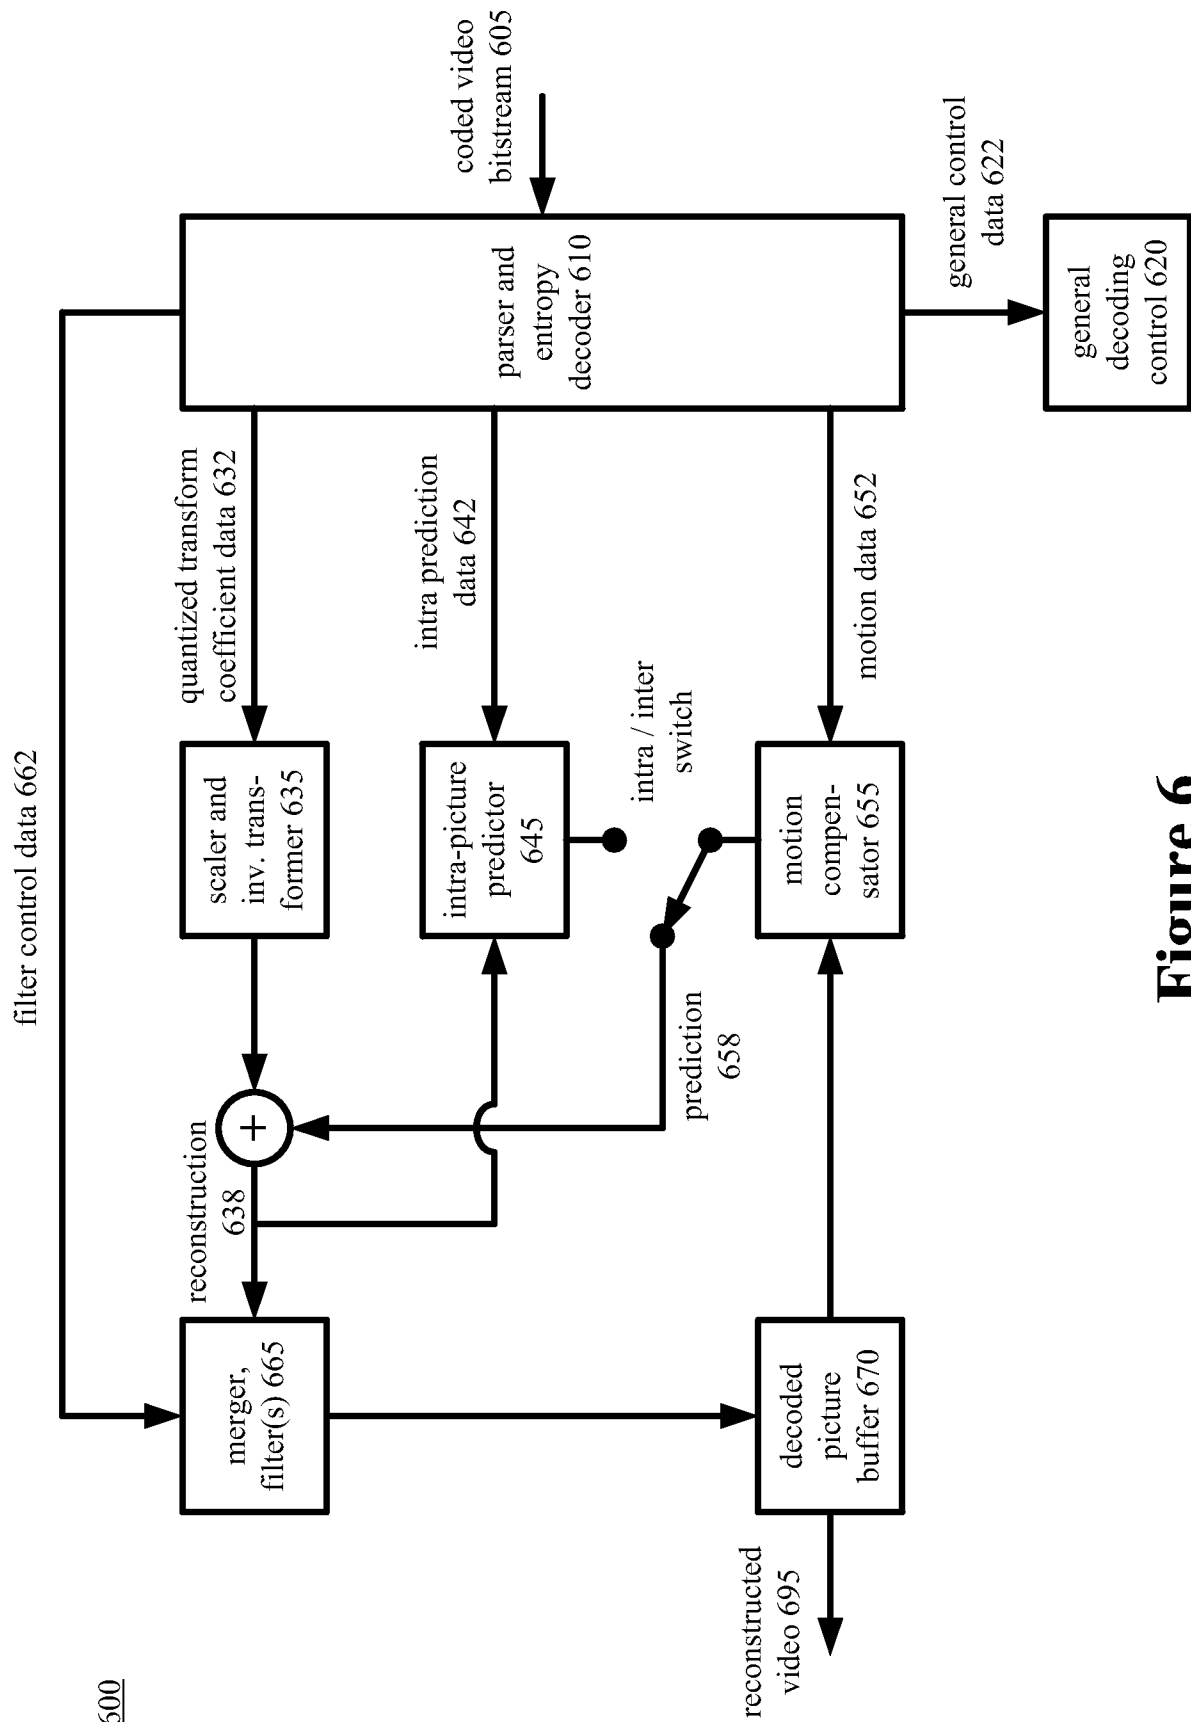 600
filter control data 662
coded video
bitstream 605
parser and
entropy
decoder 610
general control
data 622
general
decoding
control 620
quantized transform
coefficient data 632
intra prediction
data 642
motion data 652
scaler and
inv. trans-
former 635
intra-picture
predictor
645
intra / inter
switch
motion
compen-
sator 655
+
reconstruction
638
prediction
658
merger,
filter(s) 665
decoded
picture
buffer 670
reconstructed
video 695
Figure 6